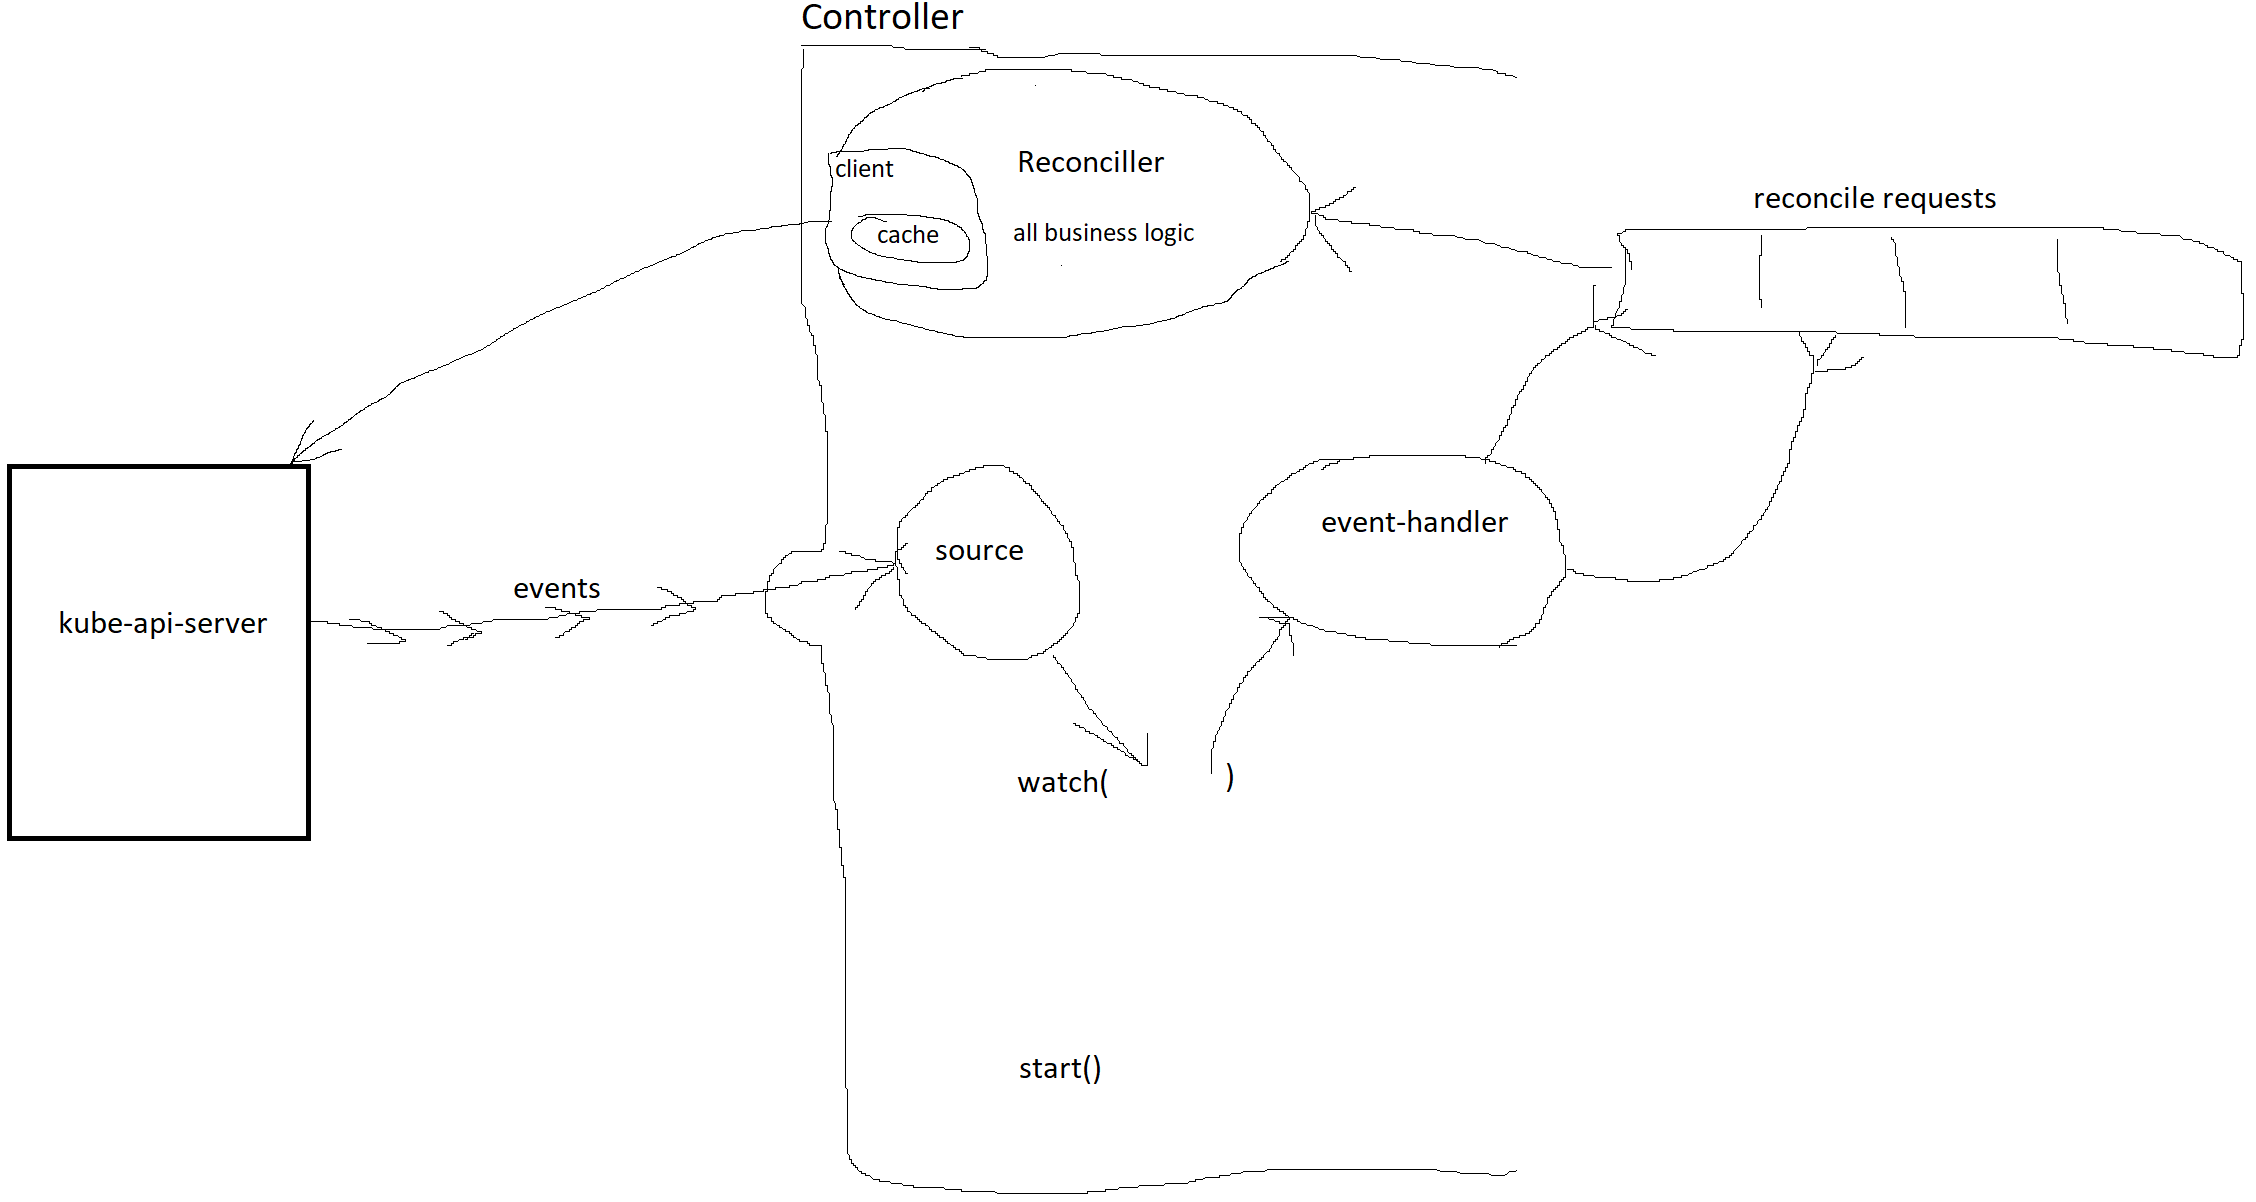 Controller
client
Reconciller
cache
all business logic
reconcile requests
kube-api-server
events
source
event-handler
watch(
)
start()